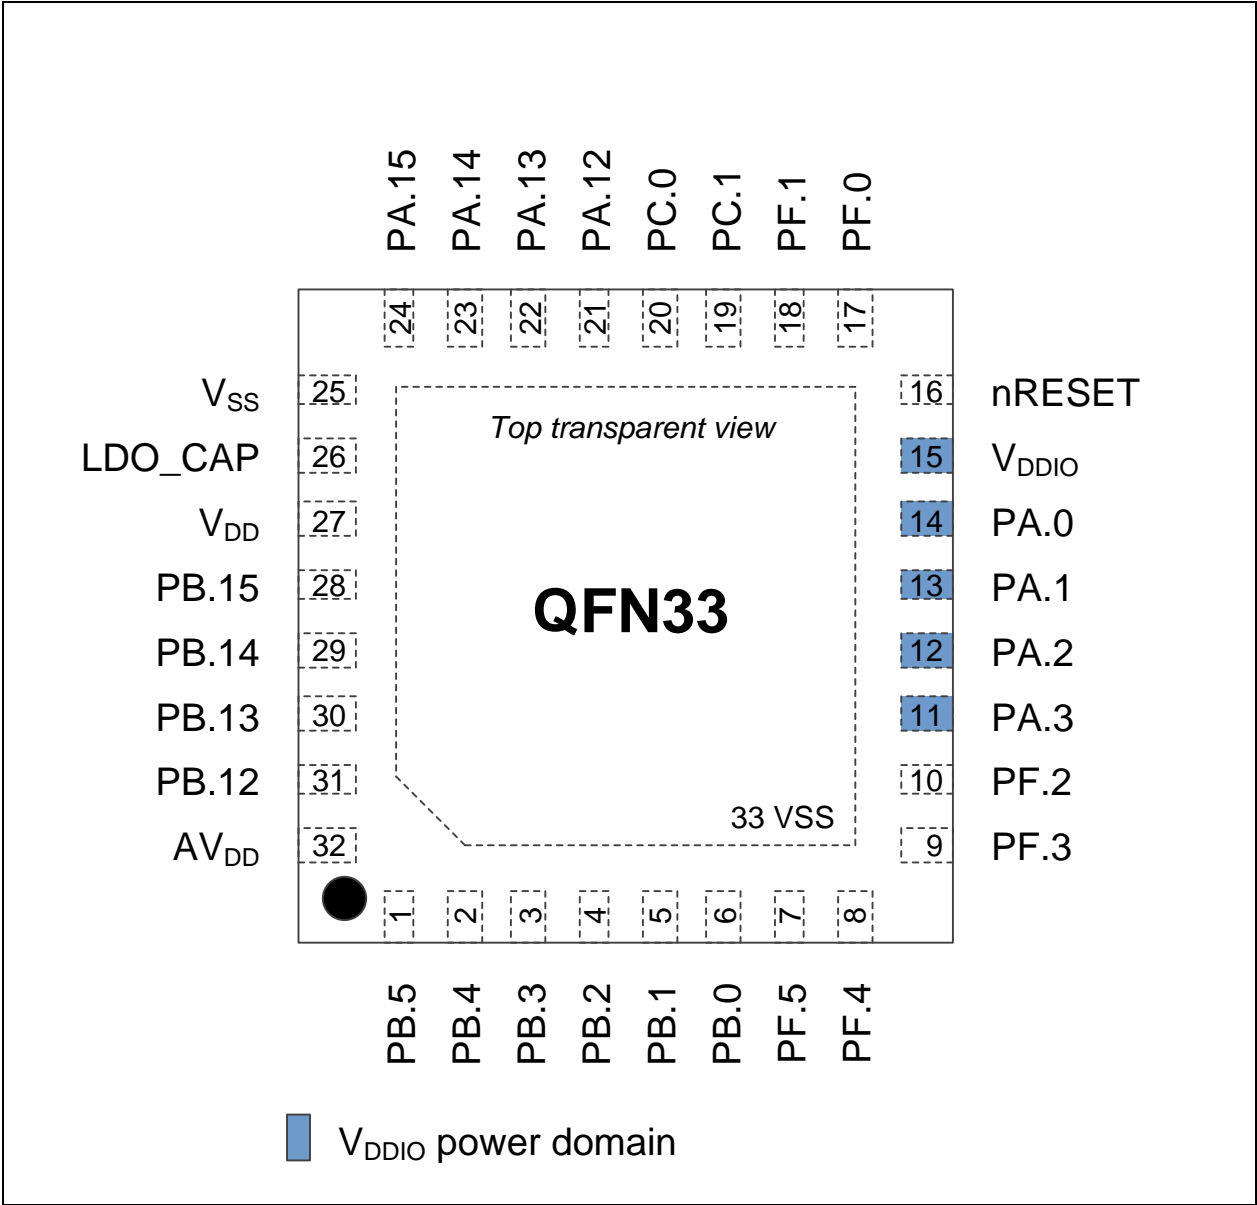 PA.15
PA.14
PA.13
PA.12
PC.0
PC.1
PF.1
PF.0
24
23
22
21
20
19
18
17
VSS
25
LDO_CAP
26
VDD
27
PB.15
28
PB.14
29
PB.13
30
PB.12
31
AVDD
32
Top transparent view
QFN33
33 VSS
16
nRESET
15
VDDIO
14
PA.0
13
PA.1
12
PA.2
11
PA.3
10
PF.2
9
PF.3
1
2
3
4
5
6
7
8
PB.5
PB.4
PB.3
PB.2
PB.1
PB.0
PF.5
PF.4
VDDIO power domain